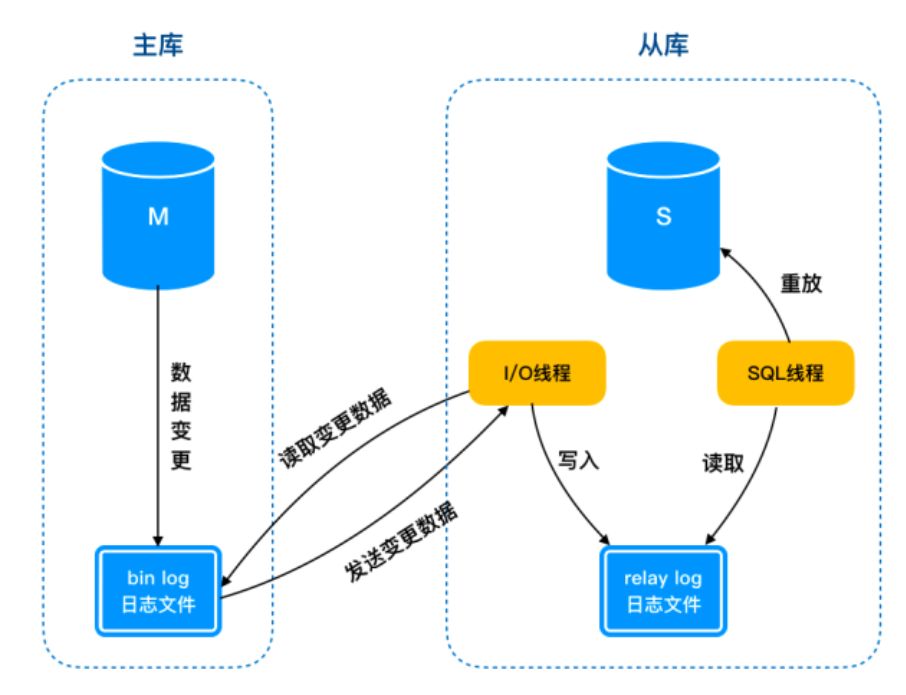 主库
从库
M
S
重放
I/O线程
SQL线程
数
据
变
更
读取变更数据
写入
读取
发送变更数据
bin log
日志文件
relay log
日志文件